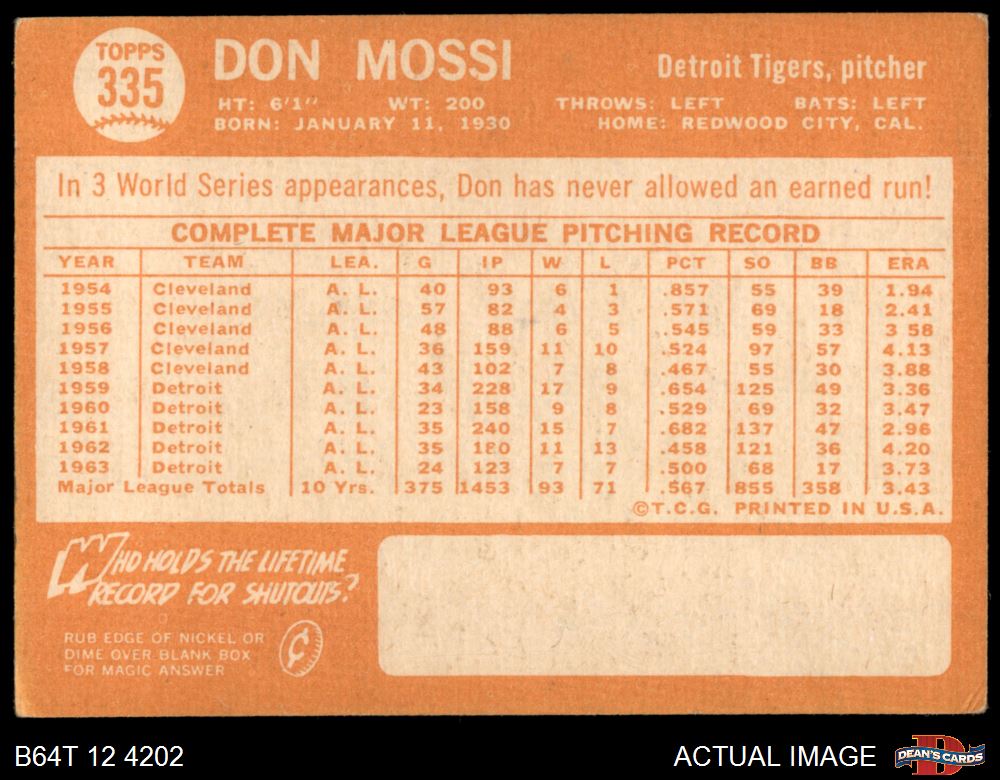 TOPPS
335
DON MOSSI
Detroit Tigers, pitcher
HT: 6'1" WT: 200 THROWS: LEFT BATS: LEFT
BORN: JANUARY 11, 1930 HOME: REDWOOD CITY, CAL.
In 3 World Series appearances, Don has never allowed an earned run!
COMPLETE MAJOR LEAGUE PITCHING RECORD
YEAR TEAM LEA. G IP W L PCT SO BB ERA
1954 Cleveland A. L. 40 93 6 1 .857 55 39 1.94
1955 Cleveland A. L. 57 82 4 3 .571 69 18 2.41
1956 Cleveland A. L. 48 88 6 5 .545 59 33 3 58
1957 Cleveland A. L. 36 159 11 10 .524 97 57 4.13
1958 Cleveland A. L. 43 102 7 8 .467 55 30 3.88
1959 Detroit A. L. 34 228 17 9 .654 125 49 3.36
1960 Detroit A. L. 23 158 9 8 .529 69 32 3.47
1961 Detroit A. L. 35 240 15 7 .682 137 47 2.96
1962 Detroit A. L. 35 180 11 13 .458 121 36 4.20
1963 Detroit A. L. 24 123 7 7 .500 68 17 3.73
Major League Totals 10 Yrs. 375 1453 93 71 .567 855 358 3.43
©T.C.G. PRINTED IN U.S.A.
WHO HOLDS THE LIFETIME
RECORD FOR SHUTOUTS?
RUB EDGE OF NICKEL OR
DIME OVER BLANK BOX
FOR MAGIC ANSWER
¢
B64T 12 4202
ACTUAL IMAGE
D
DEAN'S CARDS